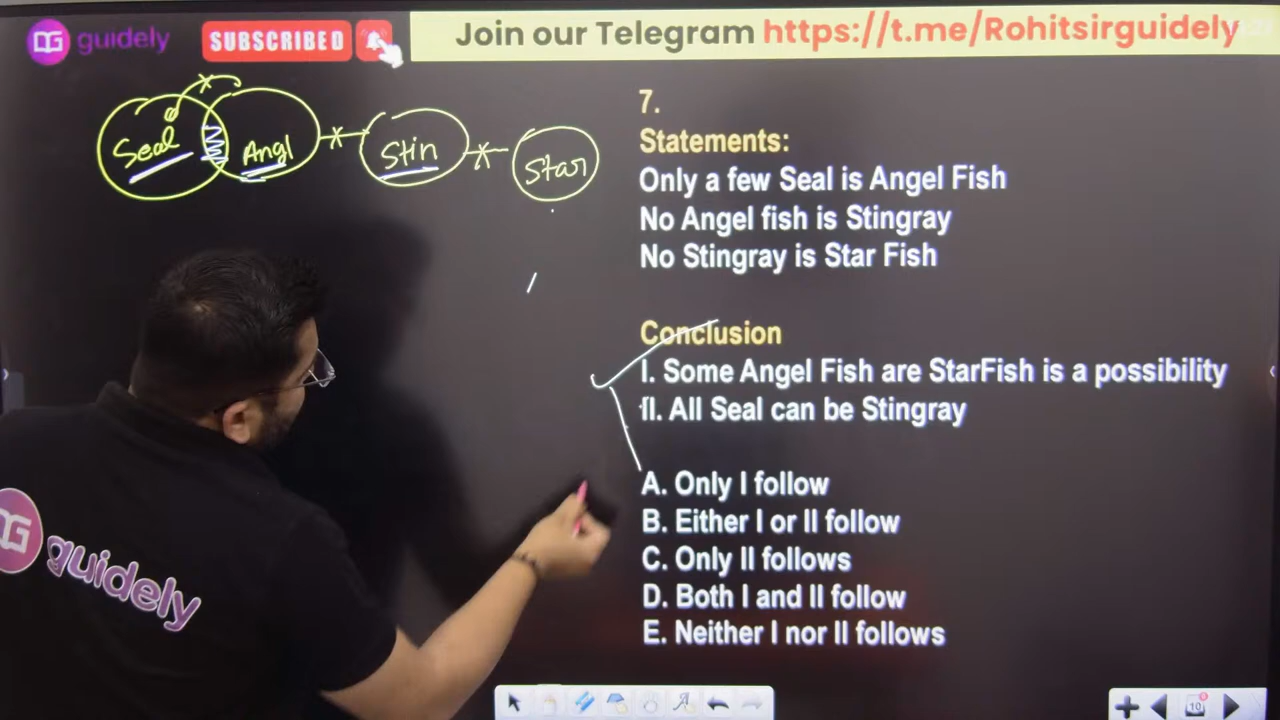 guidely
SUBSCRIBED
Join our Telegram https://t.me/Rohitsirguidely
Seal
Angl
Stin
Star
7.
Statements:
Only a few Seal is Angel Fish
No Angel fish is Stingray
No Stingray is Star Fish
Conclusion
I. Some Angel Fish are StarFish is a possibility
II. All Seal can be Stingray
A. Only I follow
B. Either I or II follow
C. Only II follows
D. Both I and II follow
E. Neither I nor II follows
guidely
10